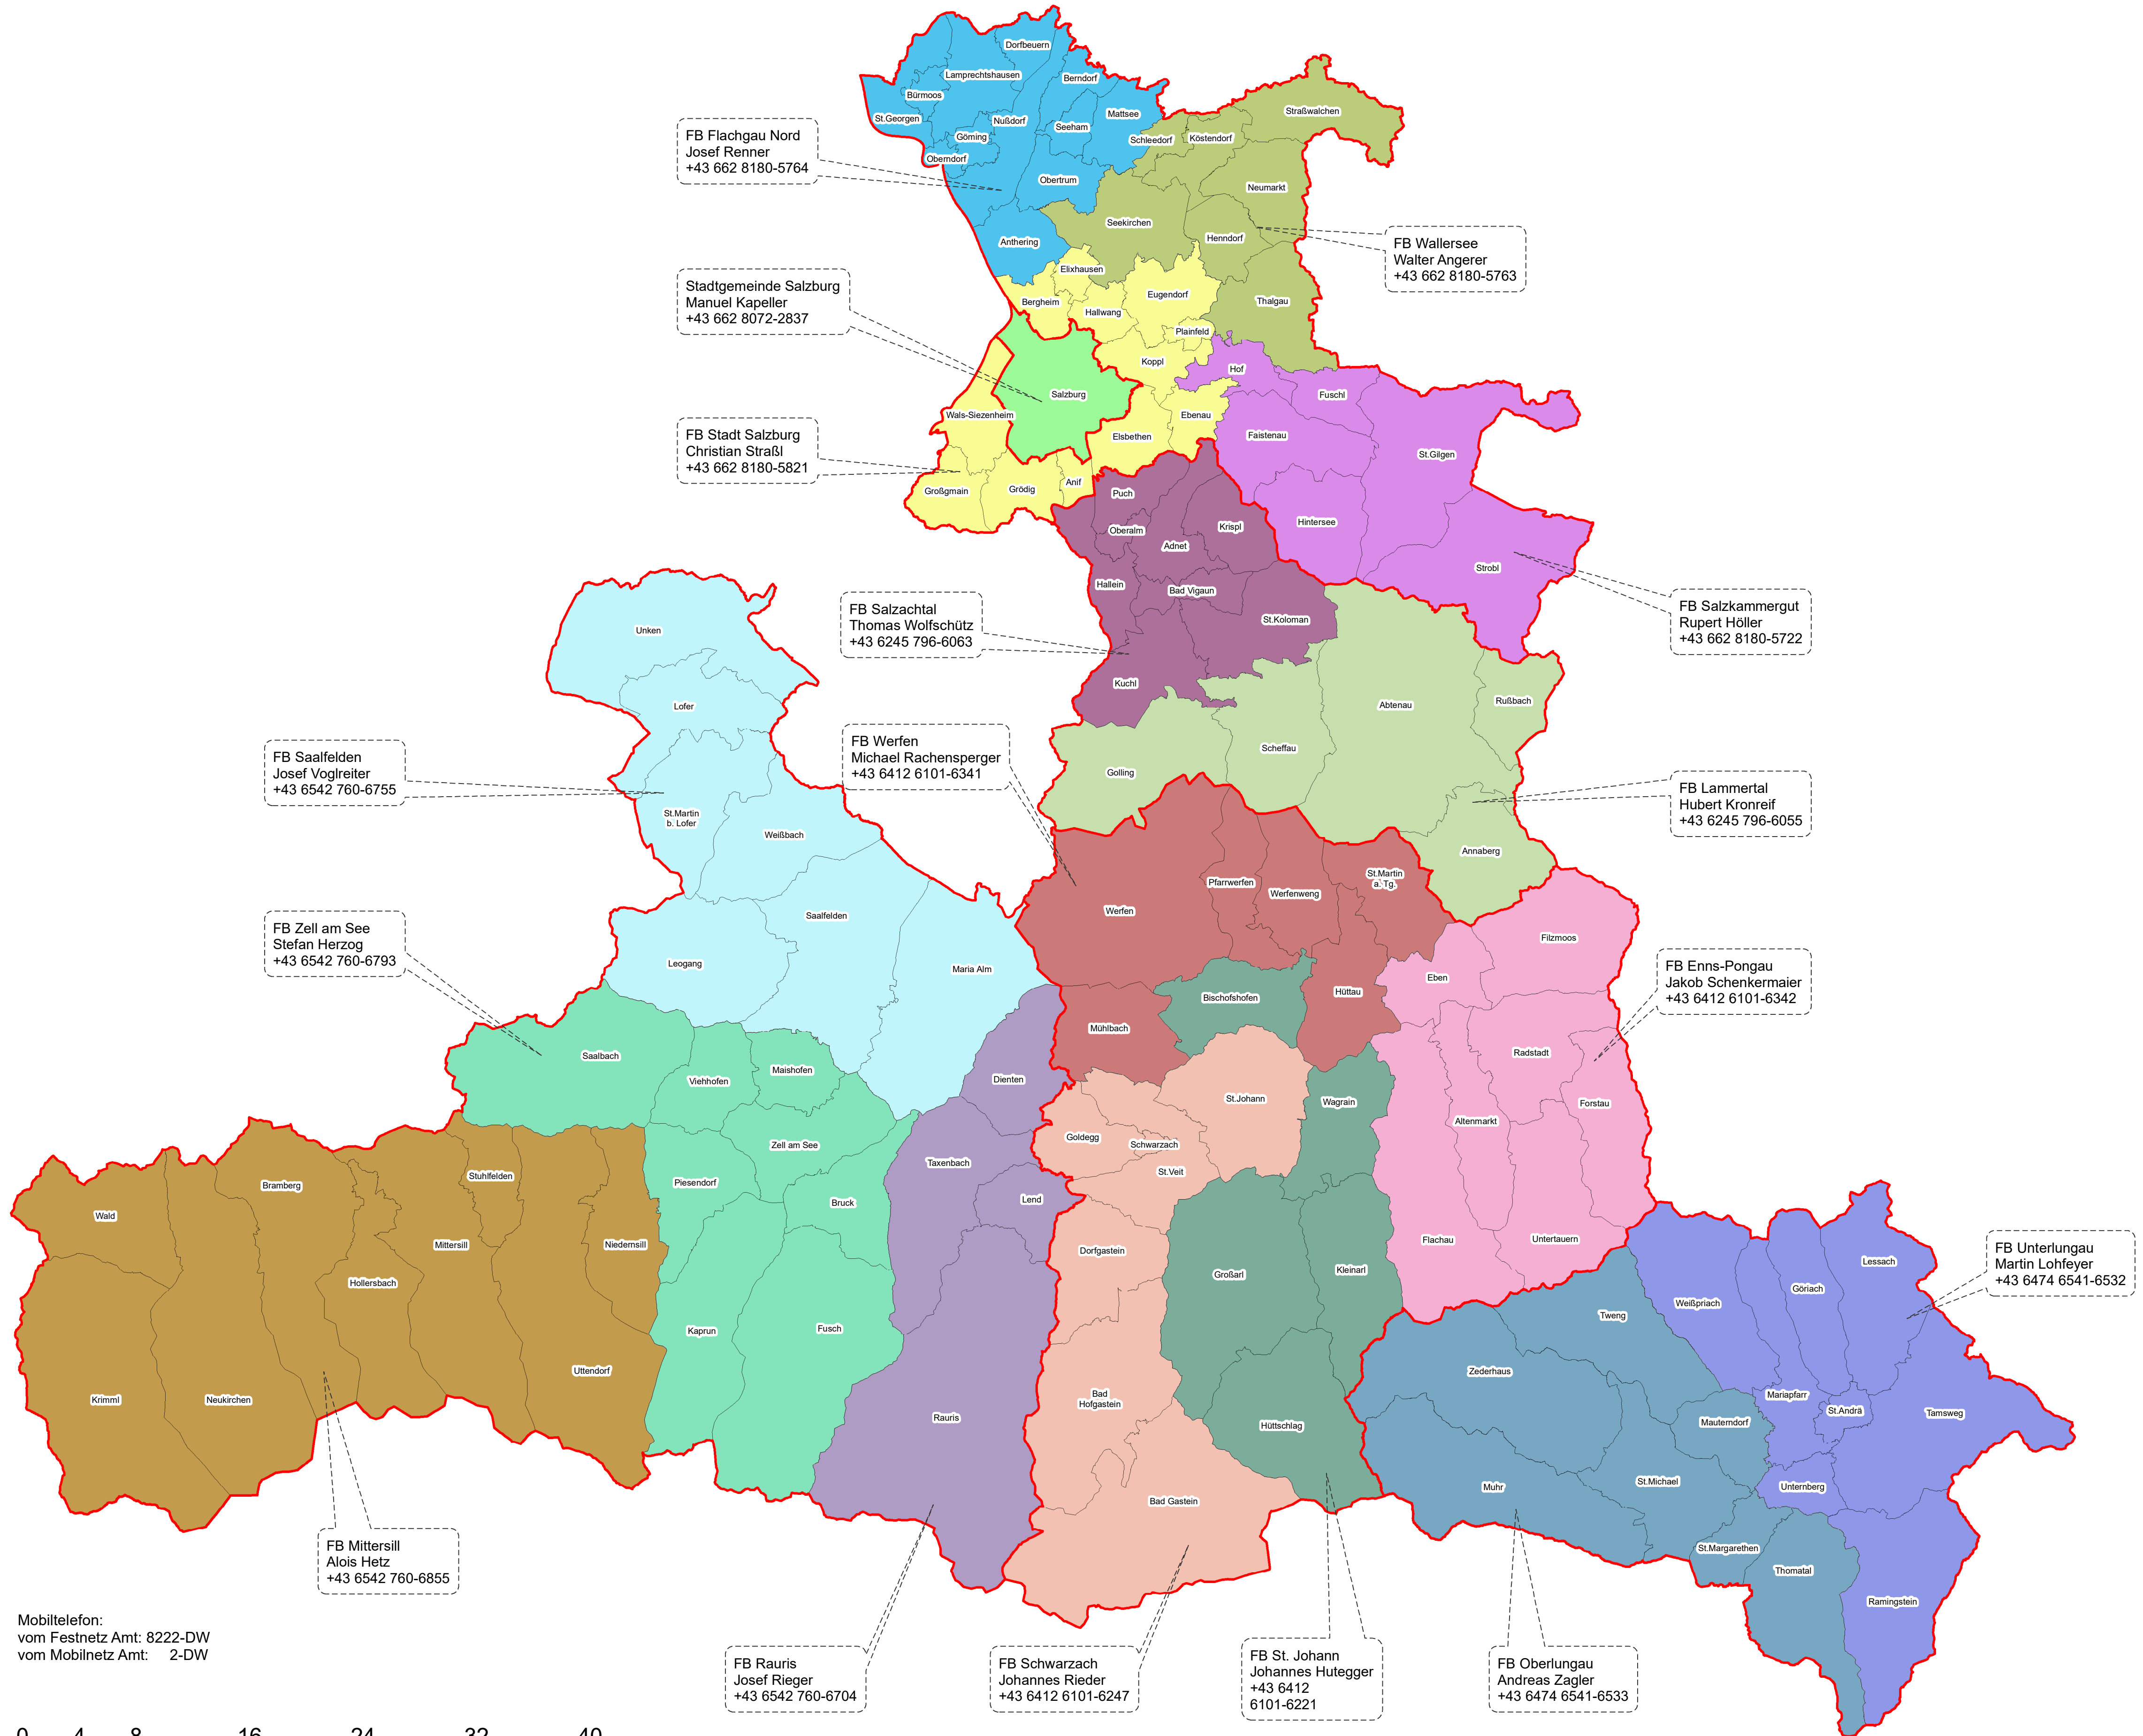 Dorfbeuern
Lamprechtshausen
Berndorf
Bürmoos
Straßwalchen
Mattsee
St.Georgen
Nußdorf
Seeham
Göming
Schleedorf
Köstendorf
Oberndorf
Obertrum
Neumarkt
Seekirchen
Anthering
Henndorf
Elixhausen
Eugendorf
Bergheim
Thalgau
Hallwang
Plainfeld
Koppl
Hof
Salzburg
Fuschl
Wals-Siezenheim
Ebenau
Elsbethen
Faistenau
St.Gilgen
Anif
Großgmain
Grödig
Puch
Hintersee
Oberalm
Krispl
Adnet
Strobl
Hallein
Bad Vigaun
St.Koloman
Unken
Kuchl
Rußbach
Abtenau
Lofer
Scheffau
Golling
St.Martin
b. Lofer
Weißbach
Annaberg
St.Martin
a. Tg.
Pfarrwerfen
Werfenweng
Werfen
Saalfelden
Filzmoos
Leogang
Maria Alm
Eben
Hüttau
Bischofshofen
Mühlbach
Radstadt
Saalbach
Maishofen
Viehhofen
Dienten
St.Johann
Wagrain
Forstau
Altenmarkt
Goldegg
Schwarzach
Zell am See
Taxenbach
St.Veit
Stuhlfelden
Piesendorf
Bramberg
Lend
Bruck
Wald
Flachau
Untertauern
Mittersill
Niedernsill
Dorfgastein
Großarl
Kleinarl
Lessach
Hollersbach
Göriach
Weißpriach
Tweng
Kaprun
Fusch
Uttendorf
Zederhaus
Krimml
Neukirchen
Bad
Hofgastein
Mariapfarr
St.Andrä
Tamsweg
Rauris
Hüttschlag
Mauterndorf
Muhr
St.Michael
Unternberg
Bad Gastein
St.Margarethen
Thomatal
Ramingstein
FB Flachgau Nord
Josef Renner
+43 662 8180-5764
FB Wallersee
Walter Angerer
+43 662 8180-5763
Stadtgemeinde Salzburg
Manuel Kapeller
+43 662 8072-2837
FB Stadt Salzburg
Christian Straßl
+43 662 8180-5821
FB Salzachtal
Thomas Wolfschütz
+43 6245 796-6063
FB Salzkammergut
Rupert Höller
+43 662 8180-5722
FB Saalfelden
Josef Voglreiter
+43 6542 760-6755
FB Werfen
Michael Rachensperger
+43 6412 6101-6341
FB Lammertal
Hubert Kronreif
+43 6245 796-6055
FB Zell am See
Stefan Herzog
+43 6542 760-6793
FB Enns-Pongau
Jakob Schenkermaier
+43 6412 6101-6342
FB Unterlungau
Martin Lohfeyer
+43 6474 6541-6532
FB Mittersill
Alois Hetz
+43 6542 760-6855
FB Rauris
Josef Rieger
+43 6542 760-6704
FB Schwarzach
Johannes Rieder
+43 6412 6101-6247
FB St. Johann
Johannes Hutegger
+43 6412
6101-6221
FB Oberlungau
Andreas Zagler
+43 6474 6541-6533
Mobiltelefon:
vom Festnetz Amt: 8222-DW
vom Mobilnetz Amt: 2-DW
0 4 8 16 24 32 40